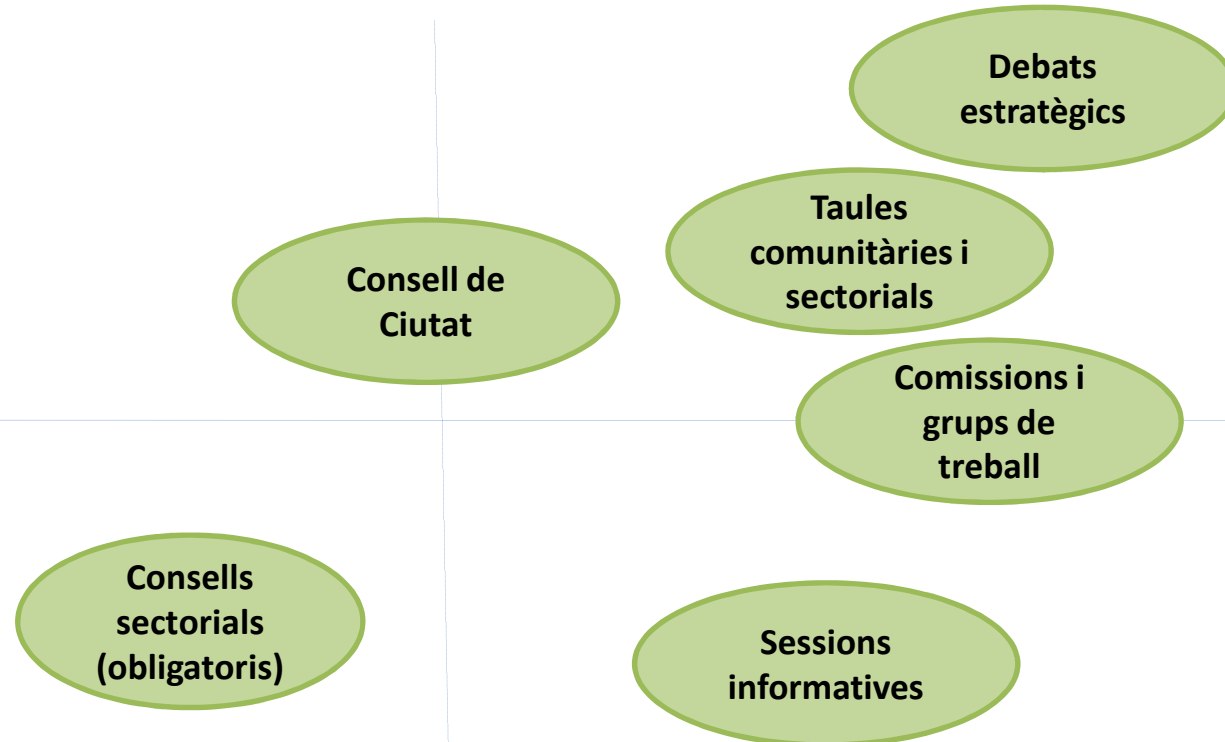 Debats
estratègics
Taules
comunitàries i
sectorials
Consell de
Ciutat
Comissions i
grups de
treball
Consells
sectorials
(obligatoris)
Sessions
informatives